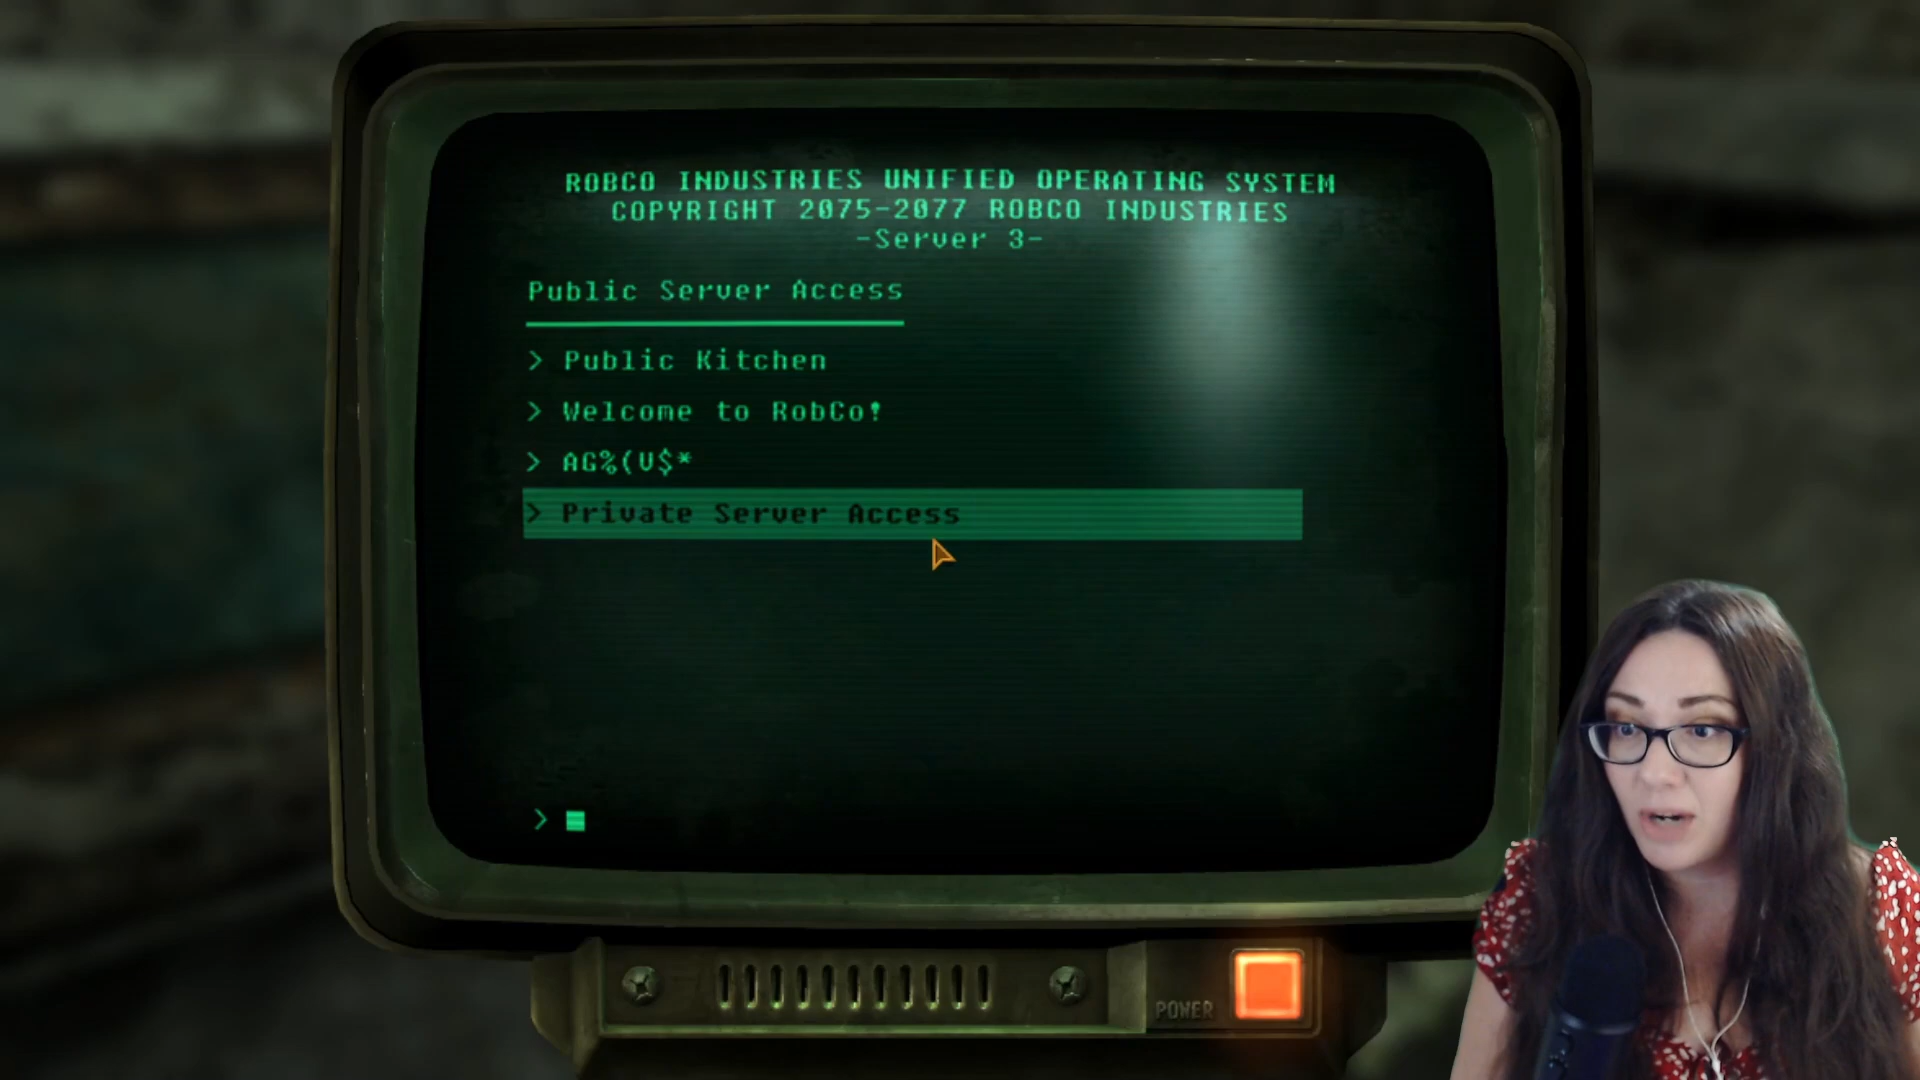 ROBCO INDUSTRIES UNIFIED OPERATING SYSTEM
COPYRIGHT 2075-2077 ROBCO INDUSTRIES
-Server 3-
Public Server Access
> Public Kitchen
> Welcome to RobCo!
> AG%(V$*
> Private Server Access
>
POWER